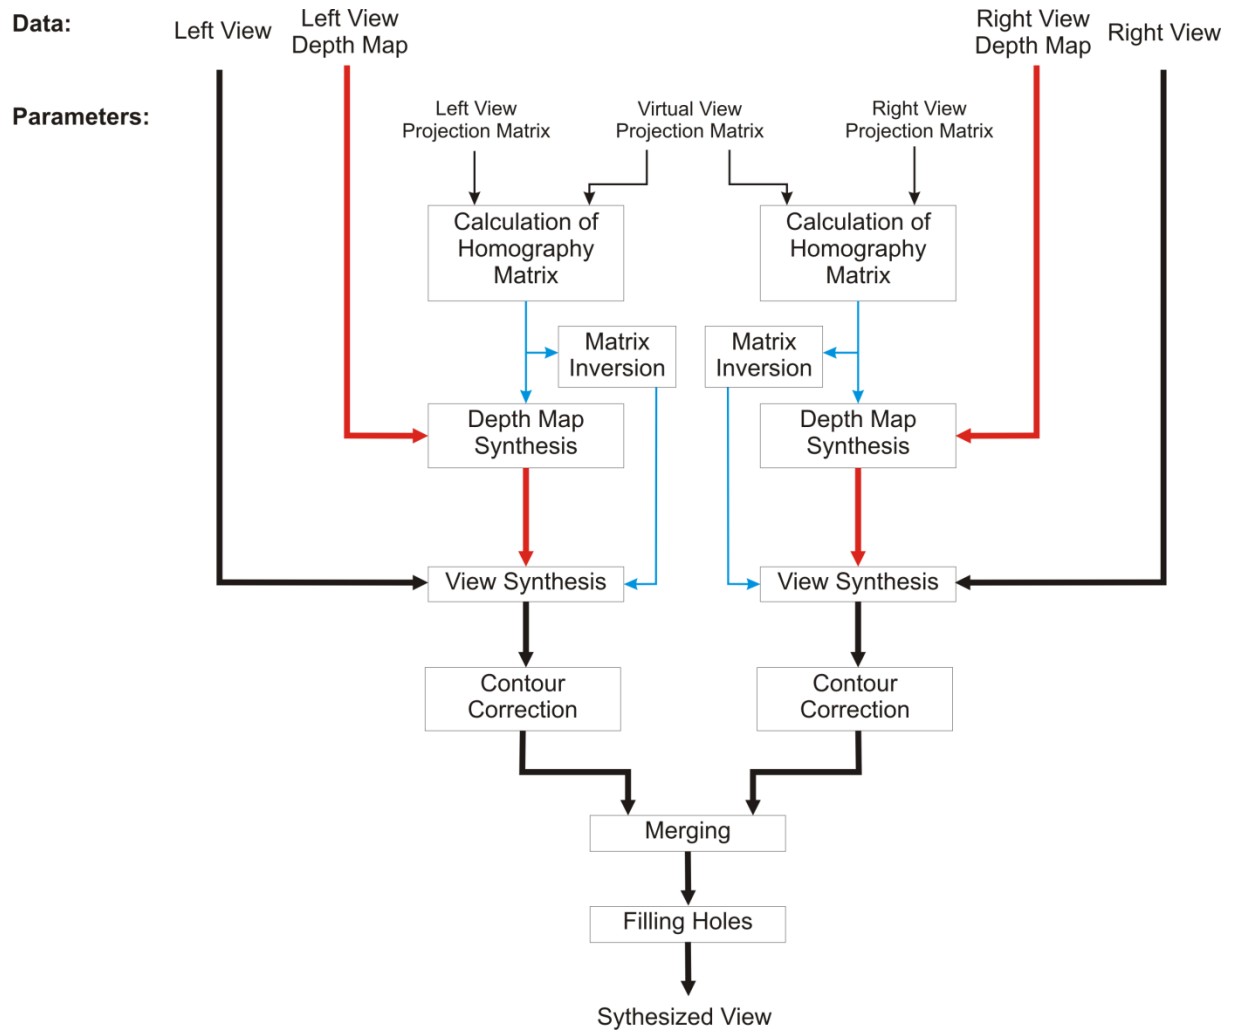 Data:
Left View
Left View
Depth Map
Right View
Depth Map
Right View
Parameters:
Left View
Projection Matrix
Virtual View
Projection Matrix
Right View
Projection Matrix
Calculation of
Homography
Matrix
Calculation of
Homography
Matrix
Matrix
Inversion
Matrix
Inversion
Depth Map
Synthesis
Depth Map
Synthesis
View Synthesis
View Synthesis
Contour
Correction
Contour
Correction
Merging
Filling Holes
Sythesized View